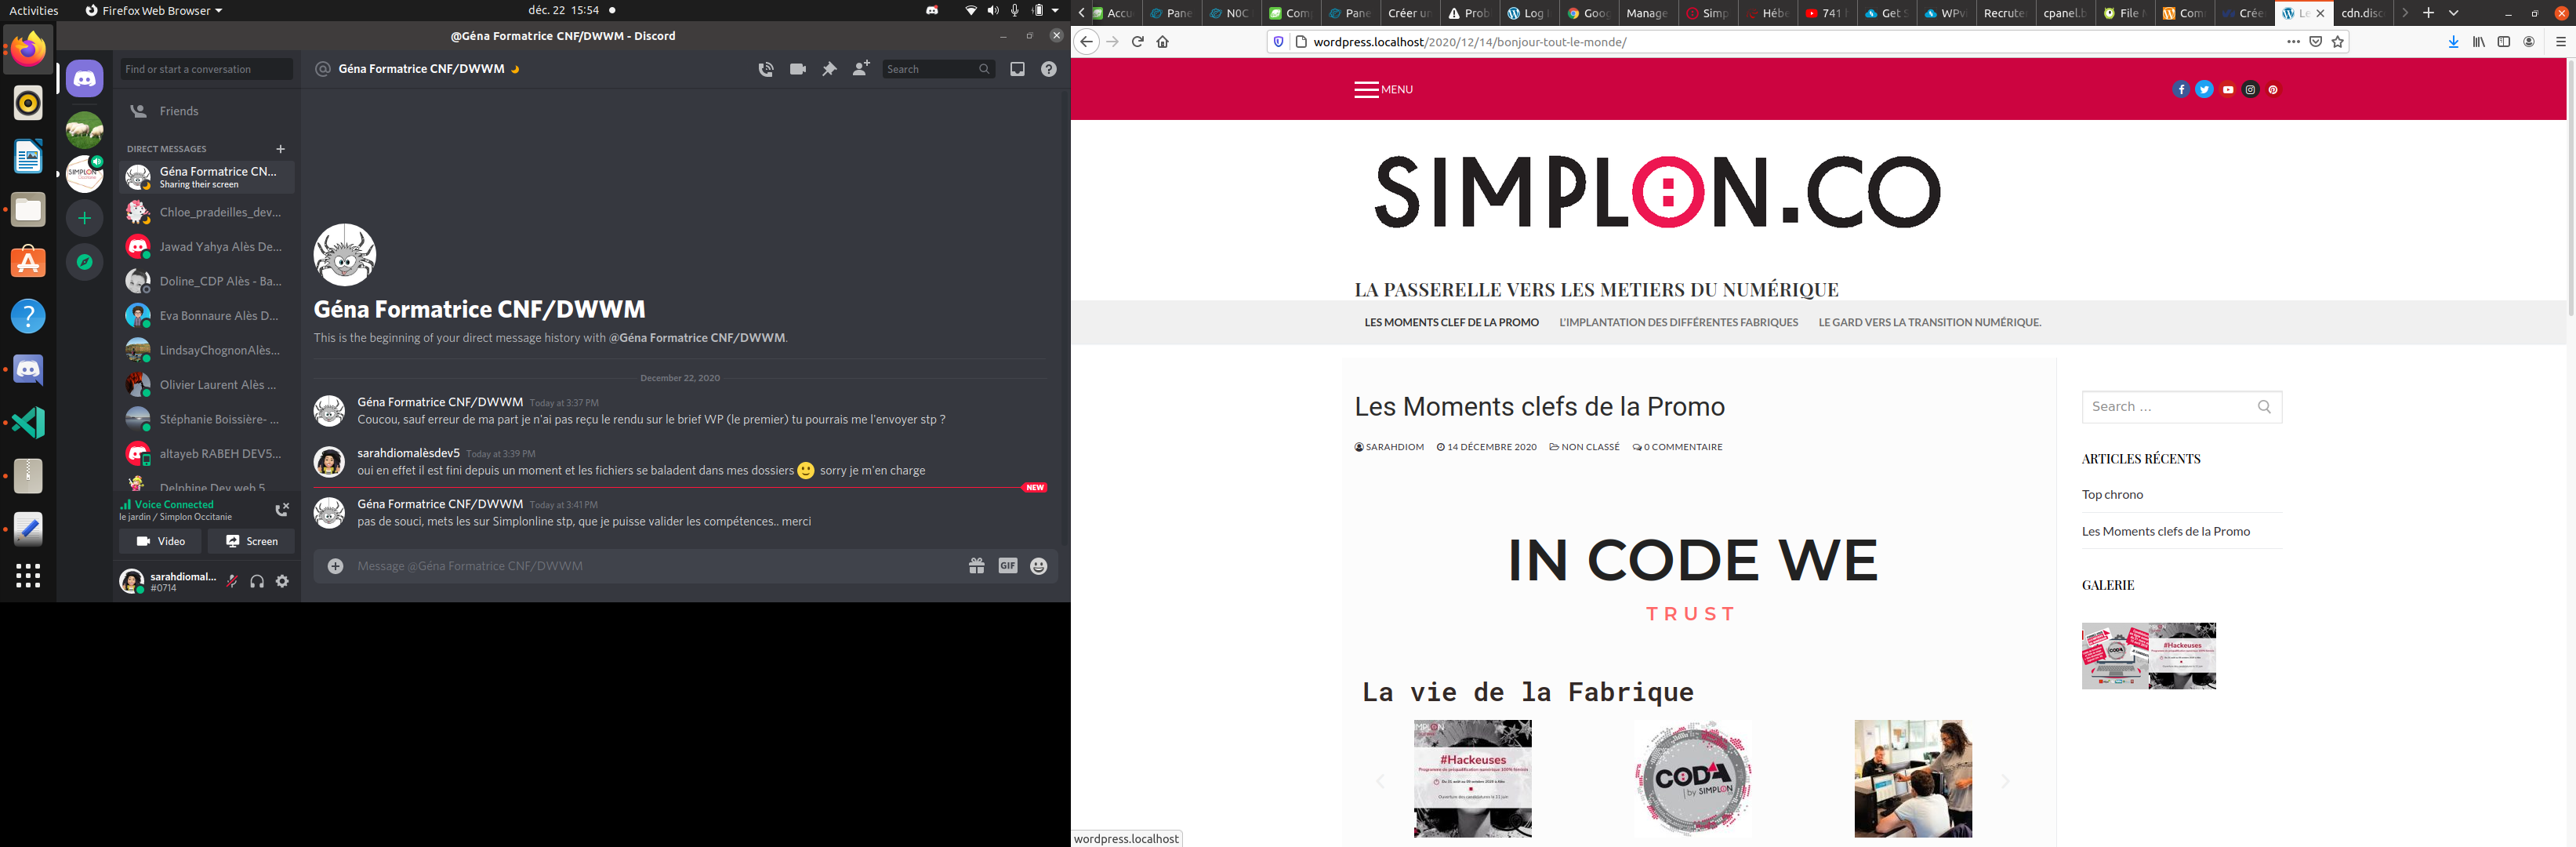 Activities
Firefox Web Browser
déc. 22 15:54
@Géna Formatrice CNF/DWWM - Discord
Find or start a conversation
Friends
DIRECT MESSAGES
Géna Formatrice CN...
Sharing their screen
Chloe_pradeilles_dev...
Jawad Yahya Alès De...
Doline_CDP Alès - Ba...
Eva Bonnaure Alès D...
LindsayChognonAlès...
Olivier Laurent Alès ...
Stéphanie Boissière- ...
altayeb RABEH DEV5...
Delphine Dev web 5
Voice Connected
le jardin / Simplon Occitanie
Video
Screen
sarahdiomal...
#0714
@ Géna Formatrice CNF/DWWM
Search
Géna Formatrice CNF/DWWM
This is the beginning of your direct message history with @Géna Formatrice CNF/DWWM.
December 22, 2020
Géna Formatrice CNF/DWWM Today at 3:37 PM
Coucou, sauf erreur de ma part je n'ai pas reçu le rendu sur le brief WP (le premier) tu pourrais me l'envoyer stp ?
sarahdiomalèsdev5 Today at 3:39 PM
oui en effet il est fini depuis un moment et les fichiers se baladent dans mes dossiers sorry je m'en charge
NEW
Géna Formatrice CNF/DWWM Today at 3:41 PM
pas de souci, mets les sur Simplonline stp, que je puisse valider les compétences.. merci
Message @Géna Formatrice CNF/DWWM
GIF
Accu
Pane
N0C
Com
Pane
Créer un
Prob
Log
Goog
Manage
Simp
Hébe
741
Get S
WPvi
Recrute
cpanel.b
File M
Com
Crée
Le
cdn.disc
wordpress.localhost/2020/12/14/bonjour-tout-le-monde/
MENU
SIMPLON.CO
LA PASSERELLE VERS LES METIERS DU NUMÉRIQUE
LES MOMENTS CLEF DE LA PROMO
L'IMPLANTATION DES DIFFÉRENTES FABRIQUES
LE GARD VERS LA TRANSITION NUMÉRIQUE.
Les Moments clefs de la Promo
SARAHDIOM
14 DÉCEMBRE 2020
NON CLASSÉ
0 COMMENTAIRE
IN CODE WE
TRUST
La vie de la Fabrique
#Hackeuses
Programme de préqualification numérique 100% féminin
CODA
by SIMPLON
Search …
ARTICLES RÉCENTS
Top chrono
Les Moments clefs de la Promo
GALERIE
CODA
#Hackeuses
wordpress.localhost